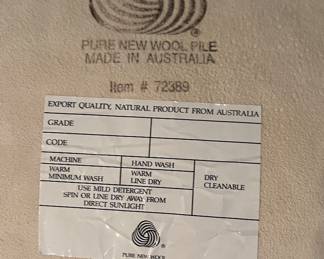 PURE NEW WOOL PILE
MADE IN AUSTRALIA
Item # 72389
EXPORT QUALITY, NATURAL PRODUCT FROM AUSTRALIA
GRADE
CODE
MACHINE
WARM
MINIMUM WASH
HAND WASH
WARM
LINE DRY
DRY
CLEANABLE
USE MILD DETERGENT
SPIN OR LINE DRY AWAY FROM
DIRECT SUNLIGHT
PURE NEW WOOL